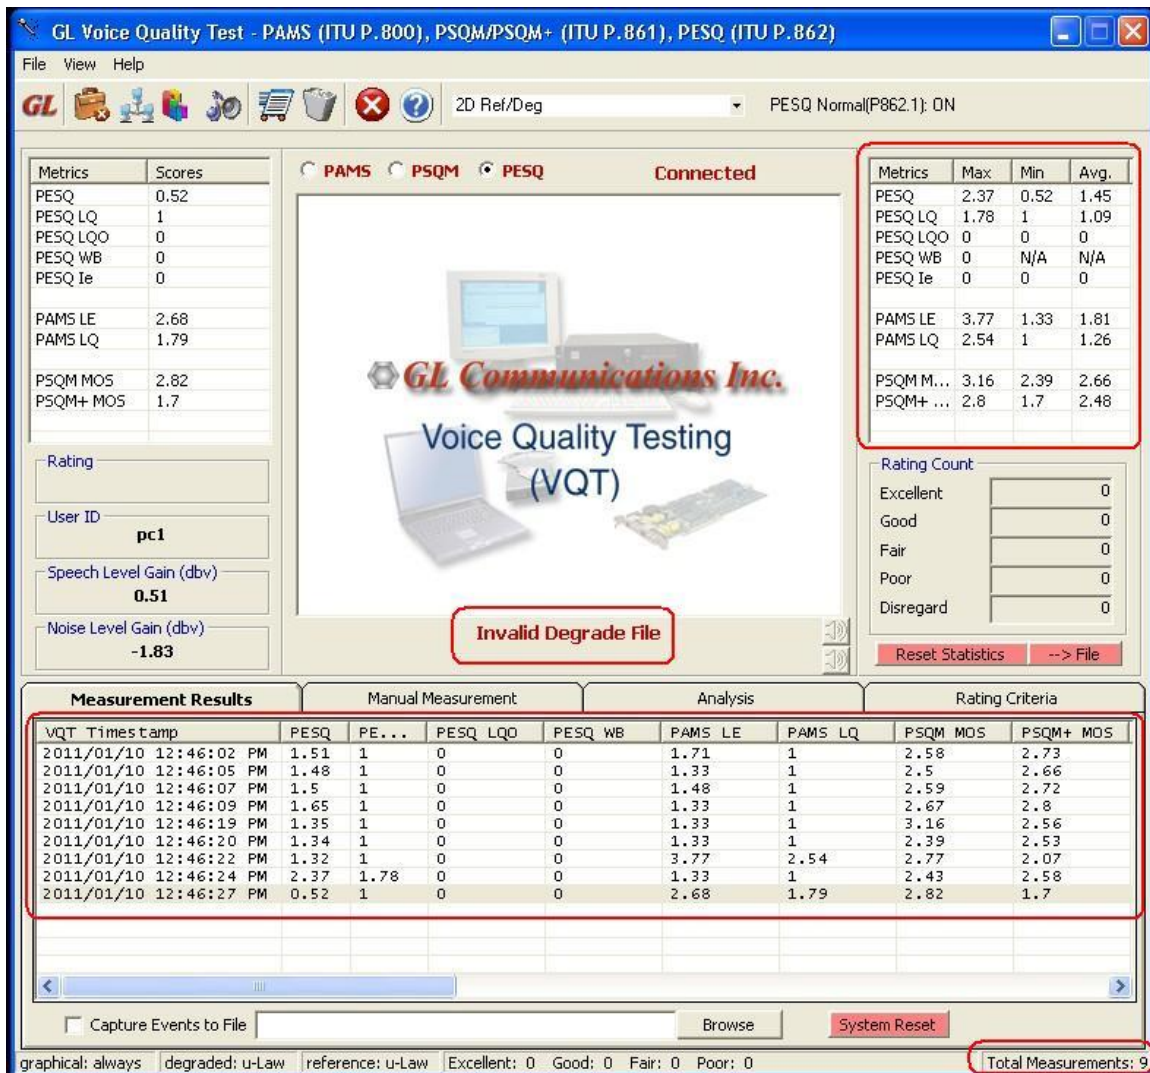 GL Voice Quality Test - PAMS (ITU P.800), PSQM/PSQM+ (ITU P.861), PESQ (ITU P.862)
File View Help
GL 2D Ref/Deg PESQ Normal(P862.1): ON
Metrics Scores
PESQ 0.52
PESQ LQ 1
PESQ LQO 0
PESQ WB 0
PESQ Ie 0
PAMS LE 2.68
PAMS LQ 1.79
PSQM MOS 2.82
PSQM+ MOS 1.7
Rating
User ID
pc1
Speech Level Gain (dbv)
0.51
Noise Level Gain (dbv)
-1.83
PAMS PSQM PESQ Connected
GL Communications Inc.
Voice Quality Testing
(VQT)
Invalid Degrade File
Metrics Max Min Avg.
PESQ 2.37 0.52 1.45
PESQ LQ 1.78 1 1.09
PESQ LQO 0 0 0
PESQ WB 0 N/A N/A
PESQ Ie 0 0 0
PAMS LE 3.77 1.33 1.81
PAMS LQ 2.54 1 1.26
PSQM M... 3.16 2.39 2.66
PSQM+ ... 2.8 1.7 2.48
Rating Count
Excellent 0
Good 0
Fair 0
Poor 0
Disregard 0
Reset Statistics --> File
Measurement Results Manual Measurement Analysis Rating Criteria
VQT Timestamp PESQ PE... PESQ LQO PESQ WB PAMS LE PAMS LQ PSQM MOS PSQM+ MOS
2011/01/10 12:46:02 PM 1.51 1 0 0 1.71 1 2.58 2.73
2011/01/10 12:46:05 PM 1.48 1 0 0 1.33 1 2.5 2.66
2011/01/10 12:46:07 PM 1.5 1 0 0 1.48 1 2.59 2.72
2011/01/10 12:46:09 PM 1.65 1 0 0 1.33 1 2.67 2.8
2011/01/10 12:46:19 PM 1.35 1 0 0 1.33 1 3.16 2.56
2011/01/10 12:46:20 PM 1.34 1 0 0 1.33 1 2.39 2.53
2011/01/10 12:46:22 PM 1.32 1 0 0 3.77 2.54 2.77 2.07
2011/01/10 12:46:24 PM 2.37 1.78 0 0 1.33 1 2.43 2.58
2011/01/10 12:46:27 PM 0.52 1 0 0 2.68 1.79 2.82 1.7
Capture Events to File Browse System Reset
graphical: always degraded: u-Law reference: u-Law Excellent: 0 Good: 0 Fair: 0 Poor: 0 Total Measurements: 9